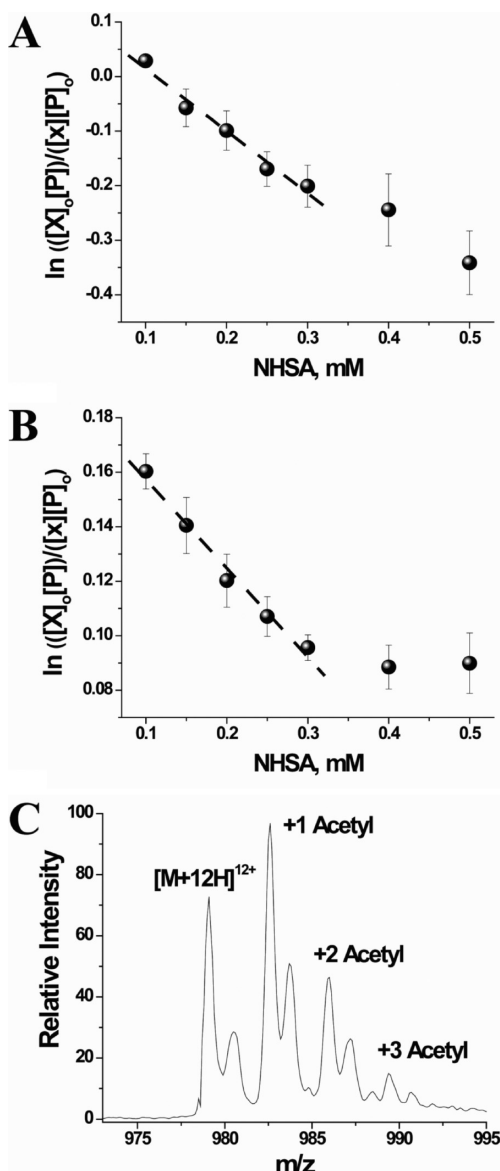 A
ln (([X]o[P])/([x][P]o)
0.1
0.0
-0.1
-0.2
-0.3
-0.4
0.1 0.2 0.3 0.4 0.5
NHSA, mM
B
ln (([X]o[P])/([x][P]o)
0.18
0.16
0.14
0.12
0.10
0.08
0.1 0.2 0.3 0.4 0.5
NHSA, mM
C
Relative Intensity
100
80
60
40
20
0
[M+12H]12+
+1 Acetyl
+2 Acetyl
+3 Acetyl
975 980 985 990 995
m/z